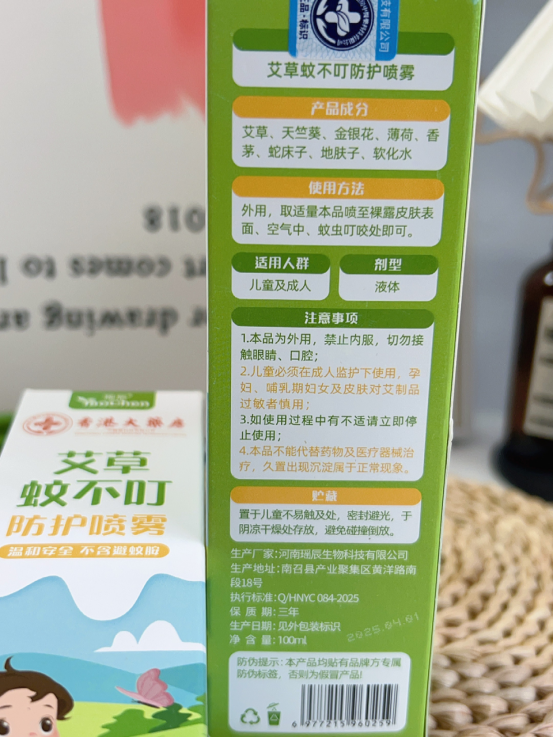 品·标识
技有限公司
艾草蚊不叮防护喷雾
产品成分
艾草、天竺葵、金银花、薄荷、香
茅、蛇床子、地肤子、软化水
使用方法
外用，取适量本品喷至裸露皮肤表
面、空气中、蚊虫叮咬处即可。
适用人群
儿童及成人
剂型
液体
注意事项
1.本品为外用，禁止内服，切勿接
触眼睛、口腔；
2.儿童必须在成人监护下使用，孕
妇、哺乳期妇女及皮肤对艾制品
过敏者慎用；
3.如使用过程中有不适请立即停
止使用；
4.本品不能代替药物及医疗器械治
疗，久置出现沉淀属于正常现象。
贮藏
置于儿童不易触及处，密封避光，于
阴凉干燥处存放，避免碰撞倒放。
生产厂家：河南瑞辰生物科技有限公司
生产地址：南召县产业聚集区黄洋路南
段18号
执行标准：Q/HNYC 084-2025
保 质 期：三年
生产日期：见外包装标识
净 含 量：100ml
2025.04.01
防伪提示：本产品均贴有品牌方专属
防伪标签，否则为假冒产品！
6 977215 960259
香港大药房
艾草
蚊不叮
防护喷雾
温和安全 不含避蚊胺
2018